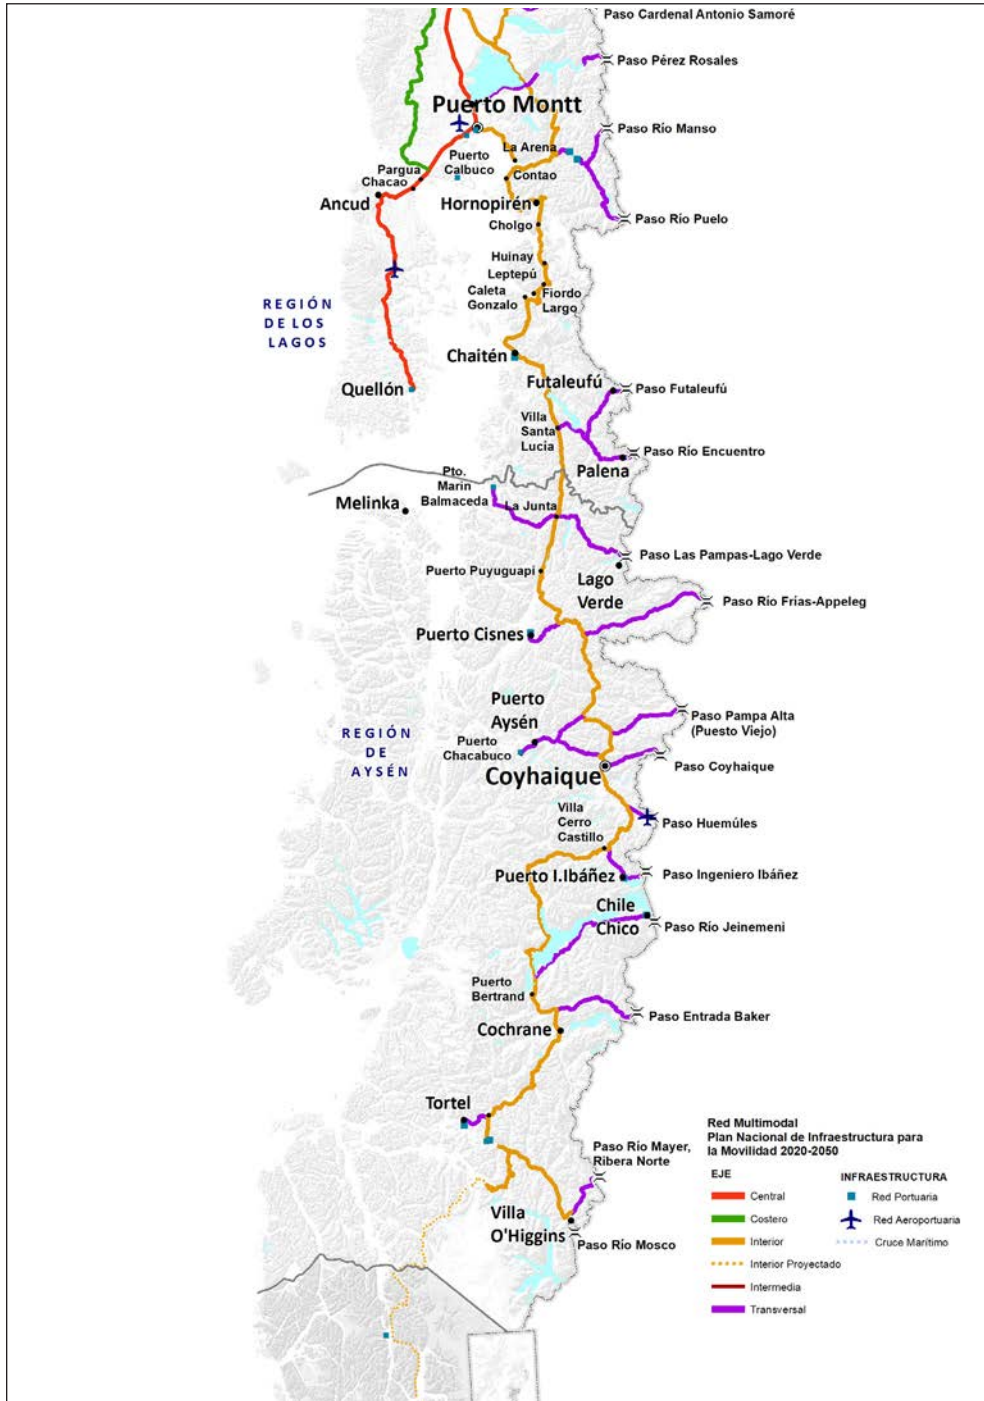 Paso Cardenal Antonio Samoré
Paso Pérez Rosales
Puerto Montt
Paso Río Manso
La Arena
Puerto
Calbuco
Pargua
Chacao
Contao
Ancud
Hornopirén
Paso Río Puelo
Cholgo
Huinay
Leptepú
Caleta
Gonzalo
Fiordo
Largo
REGIÓN
DE LOS
LAGOS
Chaitén
Futaleufú
Paso Futaleufú
Quellón
Villa
Santa
Lucia
Paso Río Encuentro
Palena
Pto.
Marin
Balmaceda
Melinka
La Junta
Paso Las Pampas-Lago Verde
Puerto Puyuguapi
Lago
Verde
Paso Río Frías-Appeleg
Puerto Cisnes
Puerto
Aysén
Paso Pampa Alta
(Puesto Viejo)
REGIÓN
DE
AYSÉN
Puerto
Chacabuco
Paso Coyhaique
Coyhaique
Villa
Cerro
Castillo
Paso Huemúles
Puerto I.Ibáñez
Paso Ingeniero Ibáñez
Chile
Chico
Paso Río Jeinemeni
Puerto
Bertrand
Paso Entrada Baker
Cochrane
Tortel
Paso Río Mayer,
Ribera Norte
Villa
O'Higgins
Paso Río Mosco
Red Multimodal
Plan Nacional de Infraestructura para
la Movilidad 2020-2050
EJE
Central
Costero
Interior
Interior Proyectado
Intermedia
Transversal
INFRAESTRUCTURA
Red Portuaria
Red Aeroportuaria
Cruce Marítimo